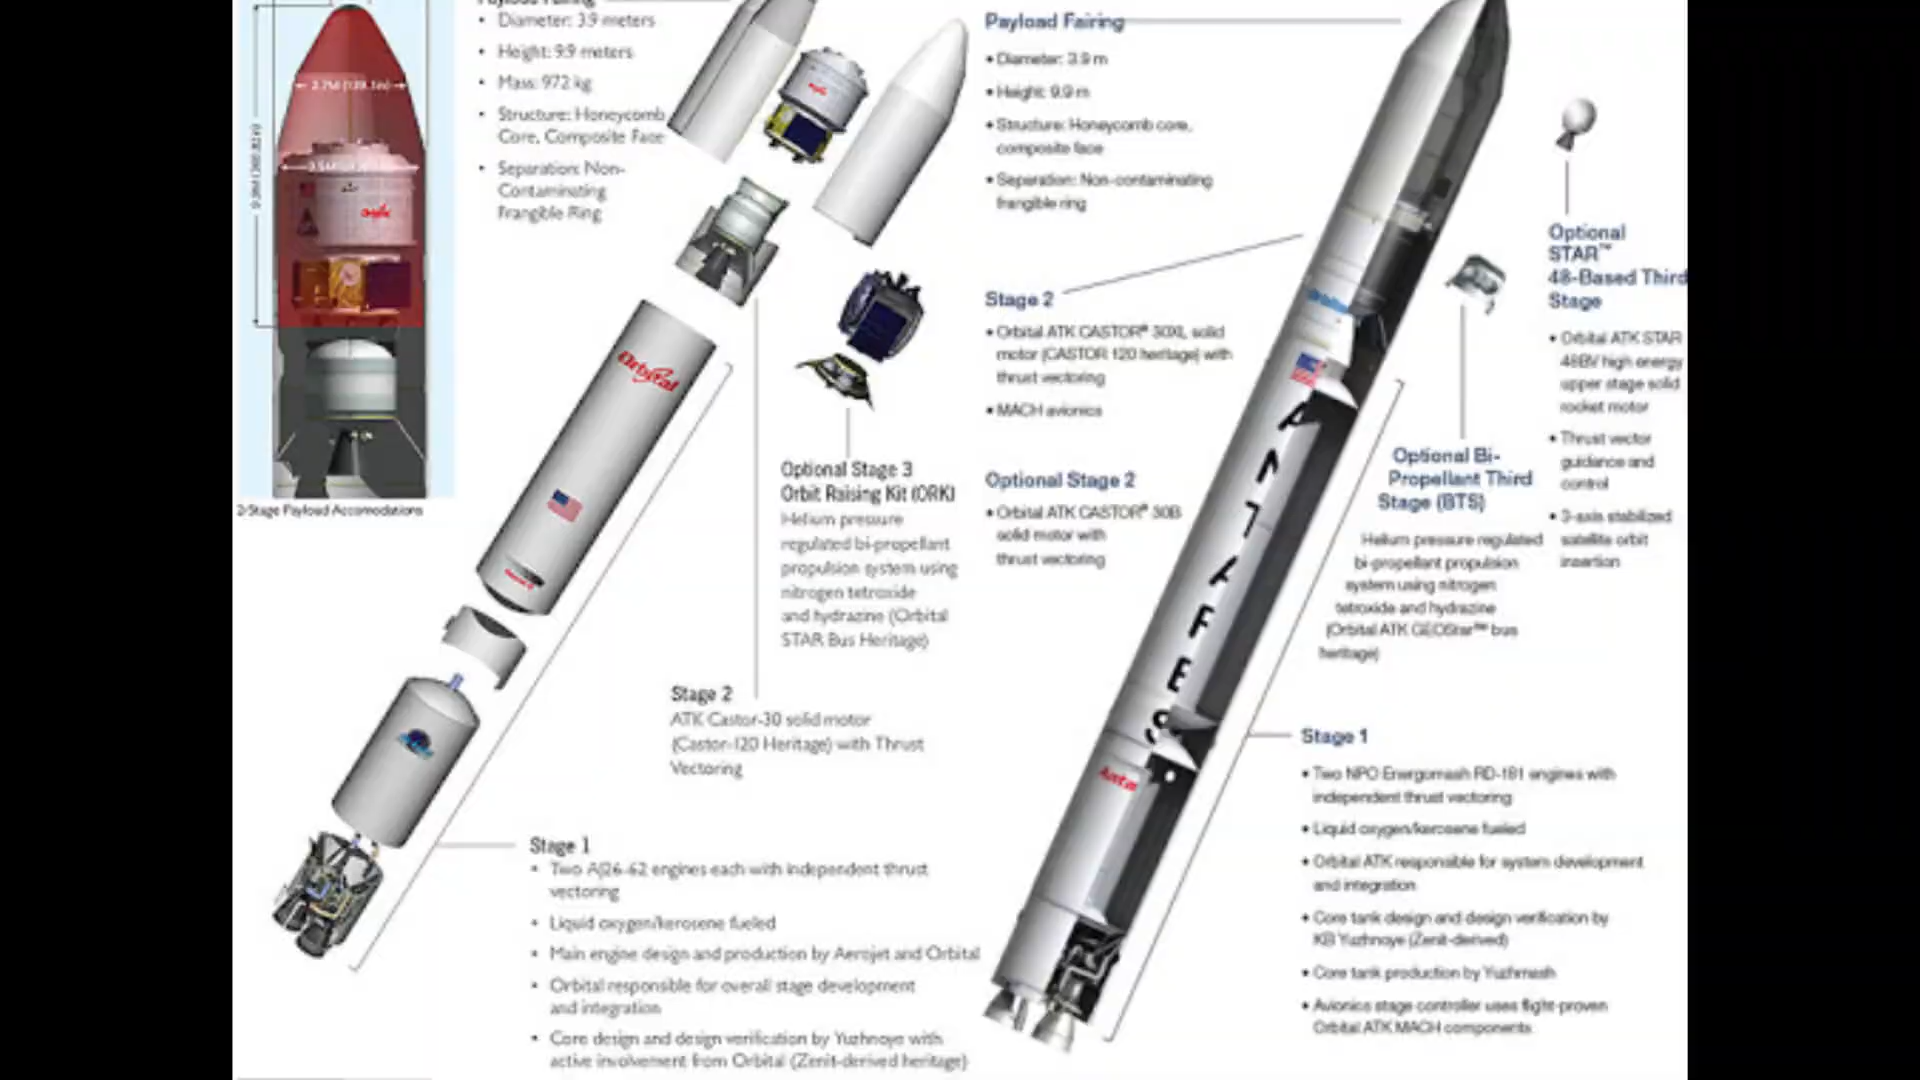 Payload Fairing
• Diameter: 3.9 meters
• Height: 9.9 meters
• Mass: 972 kg
• Structure: Honeycomb
Core, Composite Face
• Separation: Non-
Contaminating
Frangible Ring
2-Stage Payload Accomodations
Orbital
Optional Stage 3
Orbit Raising Kit (ORK)
Helium pressure
regulated bi-propellant
propulsion system using
nitrogen tetroxide
and hydrazine (Orbital
STAR Bus Heritage)
Stage 2
ATK Castor-30 solid motor
(Castor-120 Heritage) with Thrust
Vectoring
Stage 1
• Two AJ26-62 engines each with independent thrust
vectoring
• Liquid oxygen/kerosene fueled
• Main engine design and production by Aerojet and Orbital
• Orbital responsible for overall stage development
and integration
• Core design and design verification by Yuzhnoye with
active involvement from Orbital (Zenit-derived heritage)
Payload Fairing
• Diameter: 3.9 m
• Height: 9.9 m
• Structure: Honeycomb core,
composite face
• Separation: Non-contaminating
frangible ring
Stage 2
• Orbital ATK CASTOR® 30XL solid
motor (CASTOR 120 heritage) with
thrust vectoring
• MACH avionics
Optional Stage 2
• Orbital ATK CASTOR® 30B
solid motor with
thrust vectoring
ANTARES
Antares
Optional
STAR™
48-Based Third
Stage
• Orbital ATK STAR
48BV high energy
upper stage solid
rocket motor
• Thrust vector
guidance and
control
• 3-axis stabilized
satellite orbit
insertion
Optional Bi-
Propellant Third
Stage (BTS)
Helium pressure regulated
bi-propellant propulsion
system using nitrogen
tetroxide and hydrazine
(Orbital ATK GEOStar™ bus
heritage)
Stage 1
• Two NPO Energomash RD-181 engines with
independent thrust vectoring
• Liquid oxygen/kerosene fueled
• Orbital ATK responsible for system development
and integration
• Core tank design and design verification by
KB Yuzhnoye (Zenit-derived)
• Core tank production by Yuzhmash
• Avionics stage controller uses flight-proven
Orbital ATK MACH components